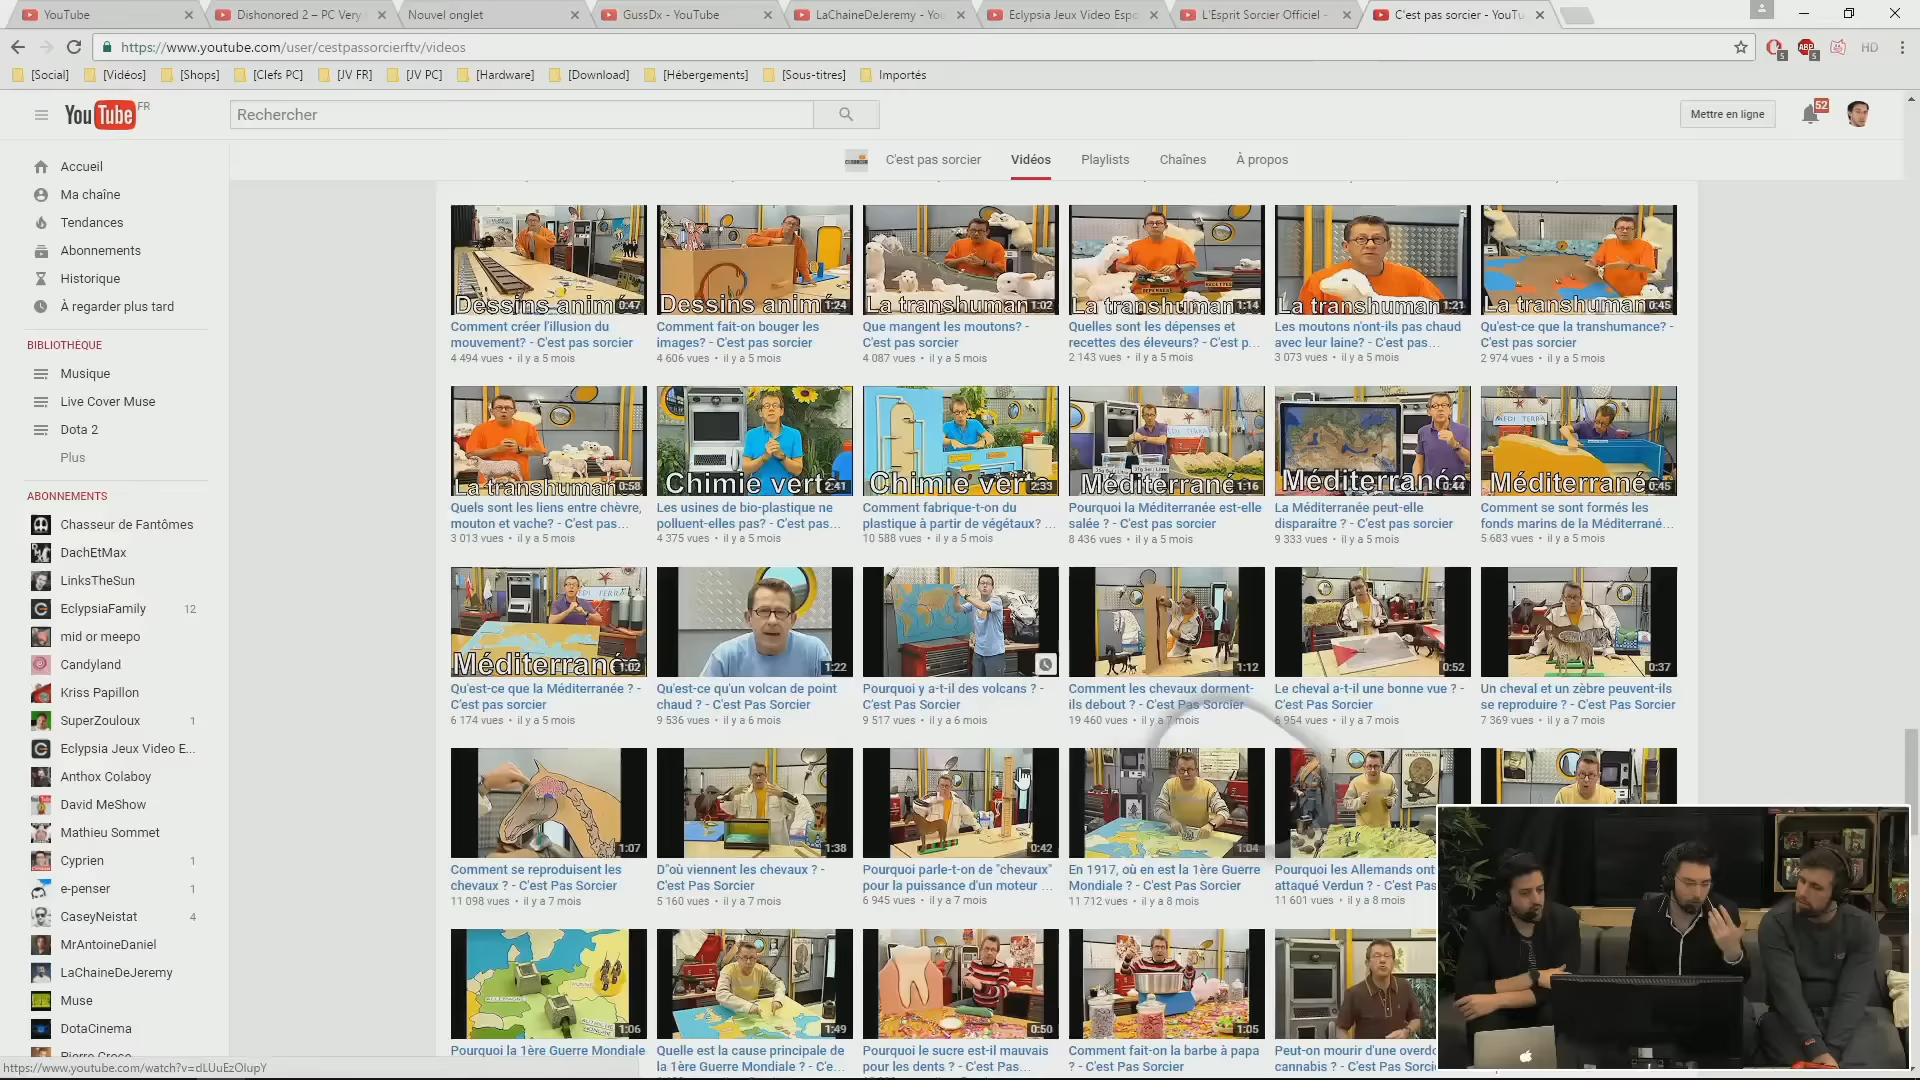 YouTube
Dishonored 2 – PC Very
Nouvel onglet
GussDx - YouTube
LaChaineDeJeremy - You
Eclypsia Jeux Video Espo
L'Esprit Sorcier Officiel -
C'est pas sorcier - YouTu
https://www.youtube.com/user/cestpassorcierftv/videos
[Social] [Vidéos] [Shops] [Clefs PC] [JV FR] [JV PC] [Hardware] [Download] [Hébergements] [Sous-titres] Importés
YouTube FR
Rechercher
Mettre en ligne
52
C'est pas sorcier Vidéos Playlists Chaînes À propos
Accueil
Ma chaîne
Tendances
Abonnements
Historique
À regarder plus tard
BIBLIOTHÈQUE
Musique
Live Cover Muse
Dota 2
Plus
ABONNEMENTS
Chasseur de Fantômes
DachEtMax
LinksTheSun
EclypsiaFamily 12
mid or meepo
Candyland
Kriss Papillon
SuperZouloux 1
Eclypsia Jeux Video E...
Anthox Colaboy
David MeShow
Mathieu Sommet
Cyprien 1
e-penser 1
CaseyNeistat 4
MrAntoineDaniel
LaChaineDeJeremy
Muse
DotaCinema
https://www.youtube.com/watch?v=dLUuEzOlupY
Dessins animé 0:47
Comment créer l'illusion du
mouvement? - C'est pas sorcier
4 494 vues • il y a 5 mois
Dessins anim 1:24
Comment fait-on bouger les
images? - C'est pas sorcier
4 606 vues • il y a 5 mois
La transhuman 1:02
Que mangent les moutons? -
C'est pas sorcier
4 087 vues • il y a 5 mois
La transhuman 1:14
Quelles sont les dépenses et
recettes des éleveurs? - C'est p...
2 143 vues • il y a 5 mois
La transhuman 1:21
Les moutons n'ont-ils pas chaud
avec leur laine? - C'est pas...
3 073 vues • il y a 5 mois
La transhuman 0:45
Qu'est-ce que la transhumance? -
C'est pas sorcier
2 974 vues • il y a 5 mois
La transhuman 0:58
Quels sont les liens entre chèvre,
mouton et vache? - C'est pas...
3 013 vues • il y a 5 mois
Chimie vert 2:41
Les usines de bio-plastique ne
polluent-elles pas? - C'est pas...
4 375 vues • il y a 5 mois
Chimie vert 2:33
Comment fabrique-t-on du
plastique à partir de végétaux? ...
10 588 vues • il y a 5 mois
Méditerrané 1:16
Pourquoi la Méditerranée est-elle
salée ? - C'est pas sorcier
8 436 vues • il y a 5 mois
Méditerrané 0:44
La Méditerranée peut-elle
disparaitre ? - C'est pas sorcier
9 333 vues • il y a 5 mois
Méditerrané 0:45
Comment se sont formés les
fonds marins de la Méditerrané...
5 683 vues • il y a 5 mois
Méditerrané 1:02
Qu'est-ce que la Méditerranée ? -
C'est pas sorcier
6 174 vues • il y a 5 mois
1:22
Qu'est-ce qu'un volcan de point
chaud ? - C'est Pas Sorcier
9 536 vues • il y a 6 mois
Pourquoi y a-t-il des volcans ? -
C'est Pas Sorcier
9 517 vues • il y a 6 mois
1:12
Comment les chevaux dorment-
ils debout ? - C'est Pas Sorcier
19 460 vues • il y a 7 mois
0:52
Le cheval a-t-il une bonne vue ? -
C'est Pas Sorcier
6 954 vues • il y a 7 mois
0:37
Un cheval et un zèbre peuvent-ils
se reproduire ? - C'est Pas Sorcier
7 369 vues • il y a 7 mois
1:07
Comment se reproduisent les
chevaux ? - C'est Pas Sorcier
11 098 vues • il y a 7 mois
1:38
D"où viennent les chevaux ? -
C'est Pas Sorcier
5 160 vues • il y a 7 mois
0:42
Pourquoi parle-t-on de "chevaux"
pour la puissance d'un moteur ...
6 945 vues • il y a 7 mois
1:04
En 1917, où en est la 1ère Guerre
Mondiale ? - C'est Pas Sorcier
11 712 vues • il y a 8 mois
Pourquoi les Allemands ont
attaqué Verdun ? - C'est Pas
11 601 vues • il y a 8 mois
1:06
Pourquoi la 1ère Guerre Mondiale
1:49
Quelle est la cause principale de
la 1ère Guerre Mondiale ? - C'e...
0:50
Pourquoi le sucre est-il mauvais
pour les dents ? - C'est Pas...
1:05
Comment fait-on la barbe à papa
? - C'est Pas Sorcier
Peut-on mourir d'une overdo
cannabis ? - C'est Pas Sorcier